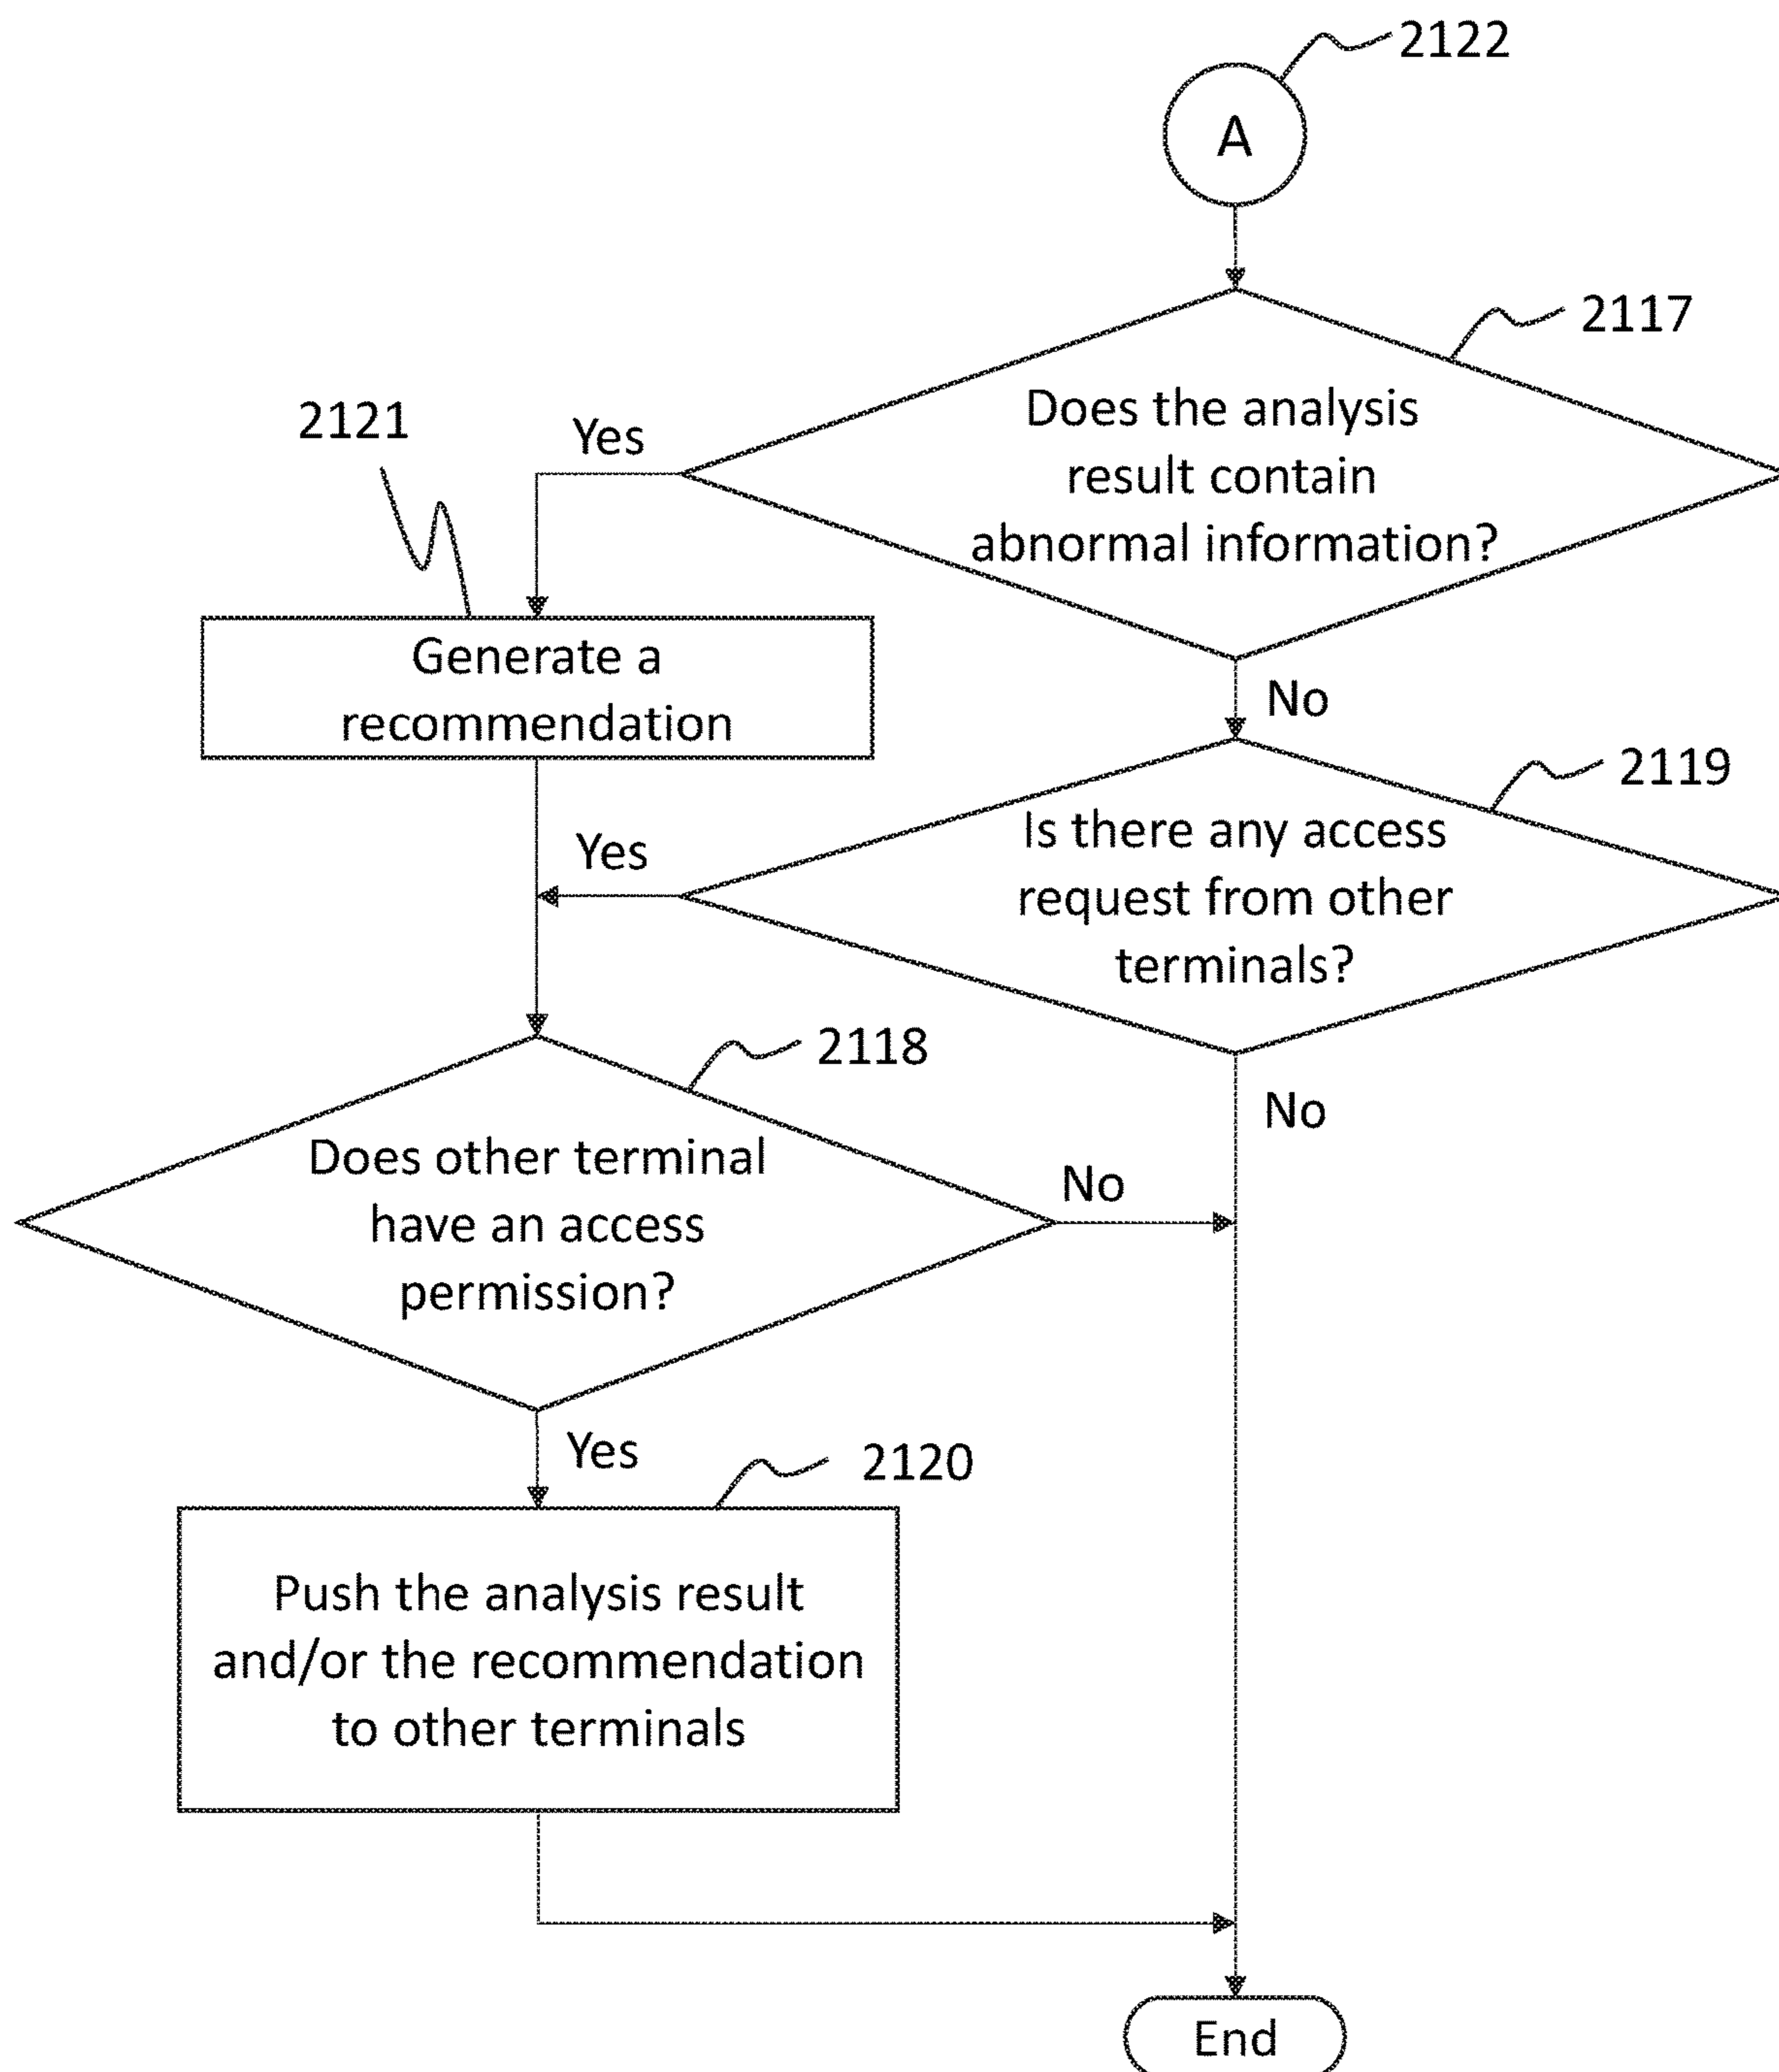 2122
A
2117
Does the analysis
result contain
abnormal information?
Yes
2121
Generate a
recommendation
No
2119
Is there any access
request from other
terminals?
Yes
2118
Does other terminal
have an access
permission?
No
No
Yes
2120
Push the analysis result
and/or the recommendation
to other terminals
End